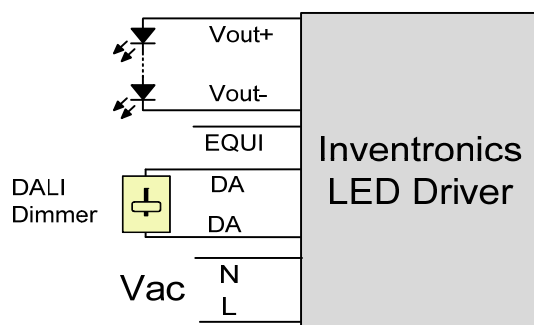 Vout+
Vout-
EQUI
DALI
Dimmer
DA
DA
Vac
N
L
Inventronics
LED Driver